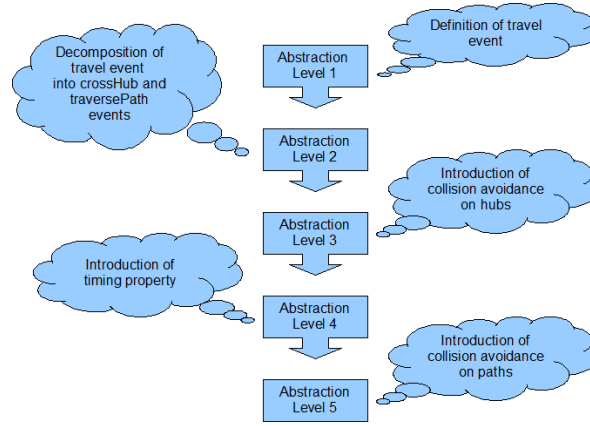 Definition of travel
event
Abstraction
Level 1
Decomposition of
travel event
into crossHub and
traversePath
events
Abstraction
Level 2
Introduction of
collision avoidance
on hubs
Abstraction
Level 3
Introduction of
timing property
Abstraction
Level 4
Introduction of
collision avoidance
on paths
Abstraction
Level 5